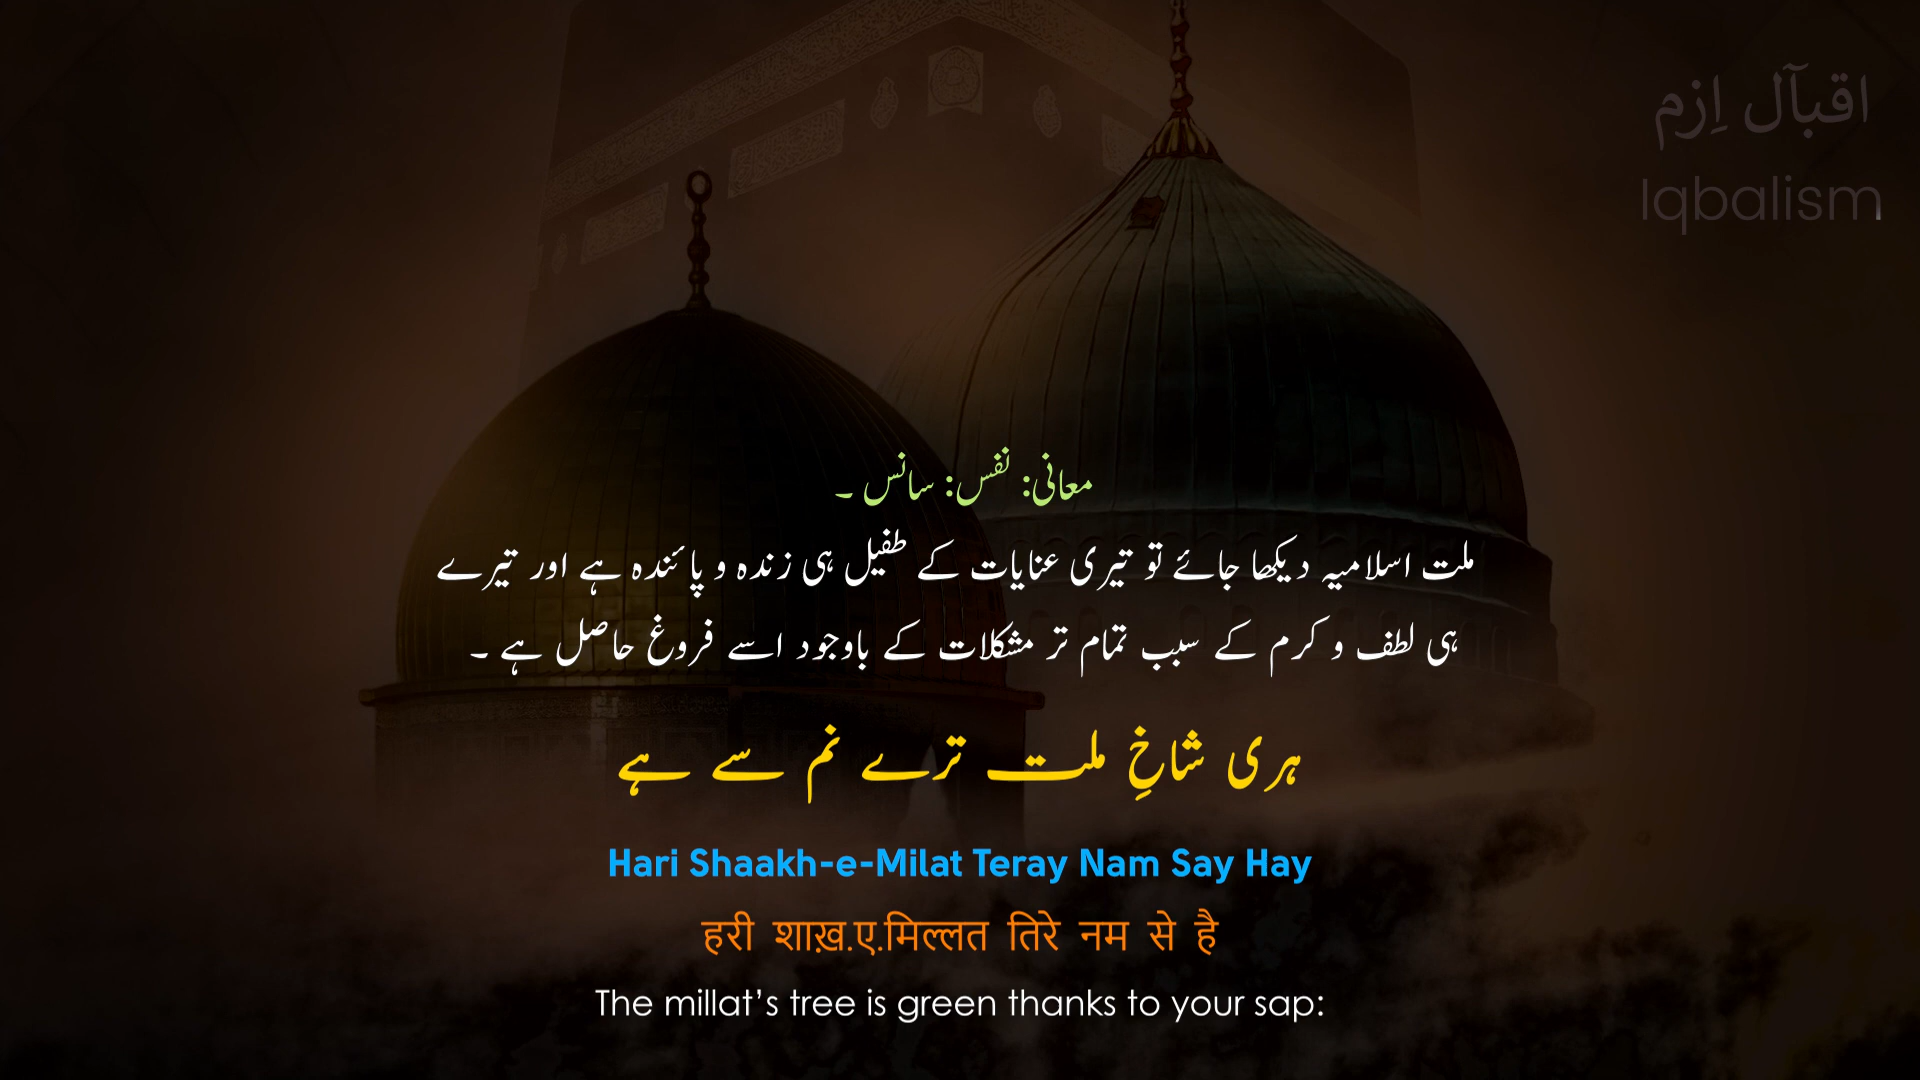 اقبآل اِزم
Iqbalism
معانی: نفس: سانس ۔
ملت اسلامیہ دیکھا جائے تو تیری عنایات کے طفیل ہی زندہ و پائندہ ہے اور تیرے
ہی لطف و کرم کے سبب تمام تر مشکلات کے باوجود اسے فروغ حاصل ہے ۔
ہری شاخِ ملت ترے نم سے ہے
Hari Shaakh-e-Milat Teray Nam Say Hay
हरी शाख़.ए.मिल्लत तिरे नम से है
The millat’s tree is green thanks to your sap: